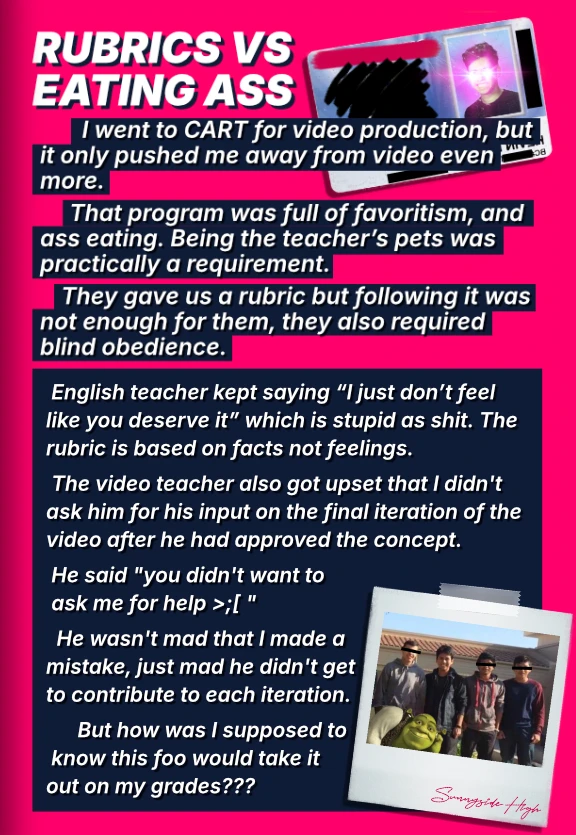 RUBRICS VS
EATING ASS
I went to CART for video production, but
it only pushed me away from video even
more.
That program was full of favoritism, and
ass eating. Being the teacher's pets was
practically a requirement.
They gave us a rubric but following it was
not enough for them, they also required
blind obedience.
English teacher kept saying “I just don’t feel
like you deserve it” which is stupid as shit. The
rubric is based on facts not feelings.
The video teacher also got upset that I didn't
ask him for his input on the final iteration of the
video after he had approved the concept.
He said "you didn't want to
ask me for help >;[ "
He wasn't mad that I made a
mistake, just mad he didn't get
to contribute to each iteration.
But how was I supposed to
know this foo would take it
out on my grades???
Sunnyside High